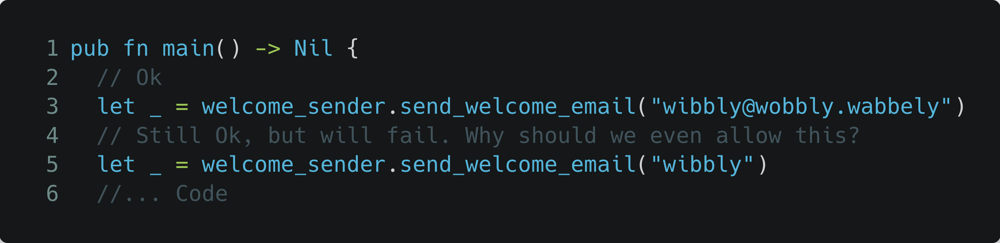 1 pub fn main() -> Nil {
2   // Ok
3   let _ = welcome_sender.send_welcome_email("wibbly@wobbly.wabbely")
4   // Still Ok, but will fail. Why should we even allow this?
5   let _ = welcome_sender.send_welcome_email("wibbly")
6   //... Code